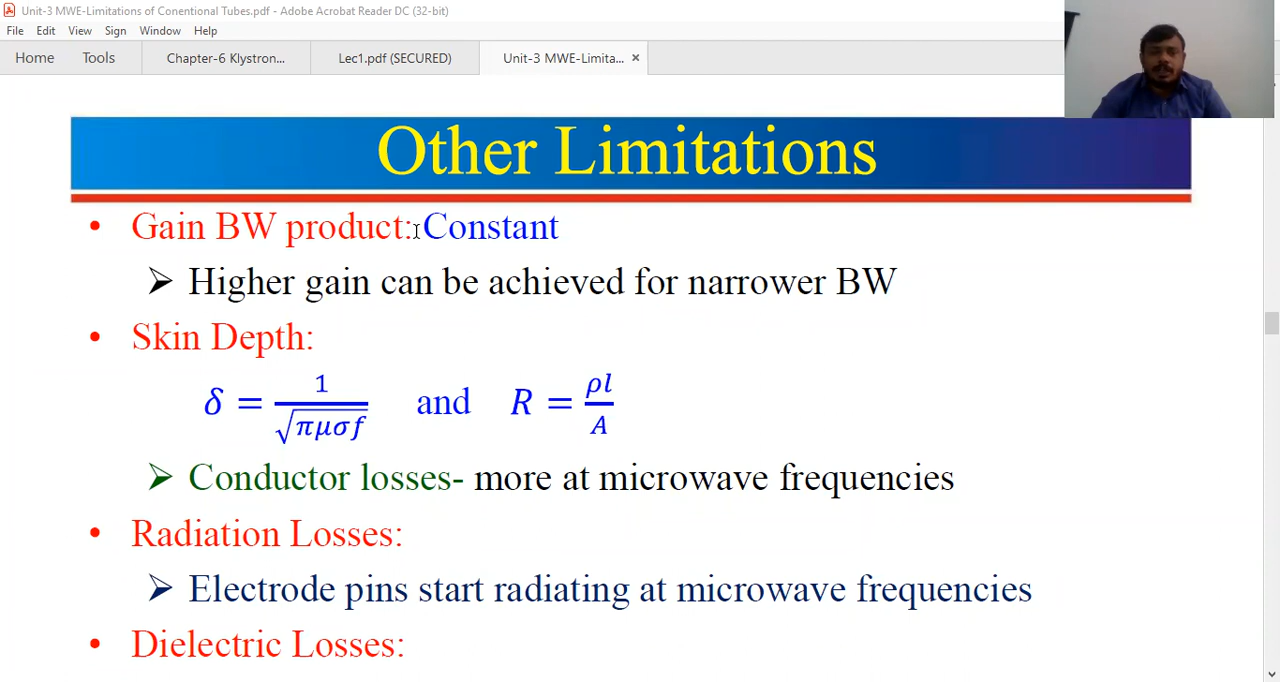 Unit-3 MWE-Limitations of Conentional Tubes.pdf - Adobe Acrobat Reader DC (32-bit)
File Edit View Sign Window Help
Home Tools Chapter-6 Klystron... Lec1.pdf (SECURED) Unit-3 MWE-Limita... ×
Other Limitations
• Gain BW product: Constant
➢ Higher gain can be achieved for narrower BW
• Skin Depth:
δ = 1/√(πμσf) and R = ρl/A
➢ Conductor losses- more at microwave frequencies
• Radiation Losses:
➢ Electrode pins start radiating at microwave frequencies
• Dielectric Losses: